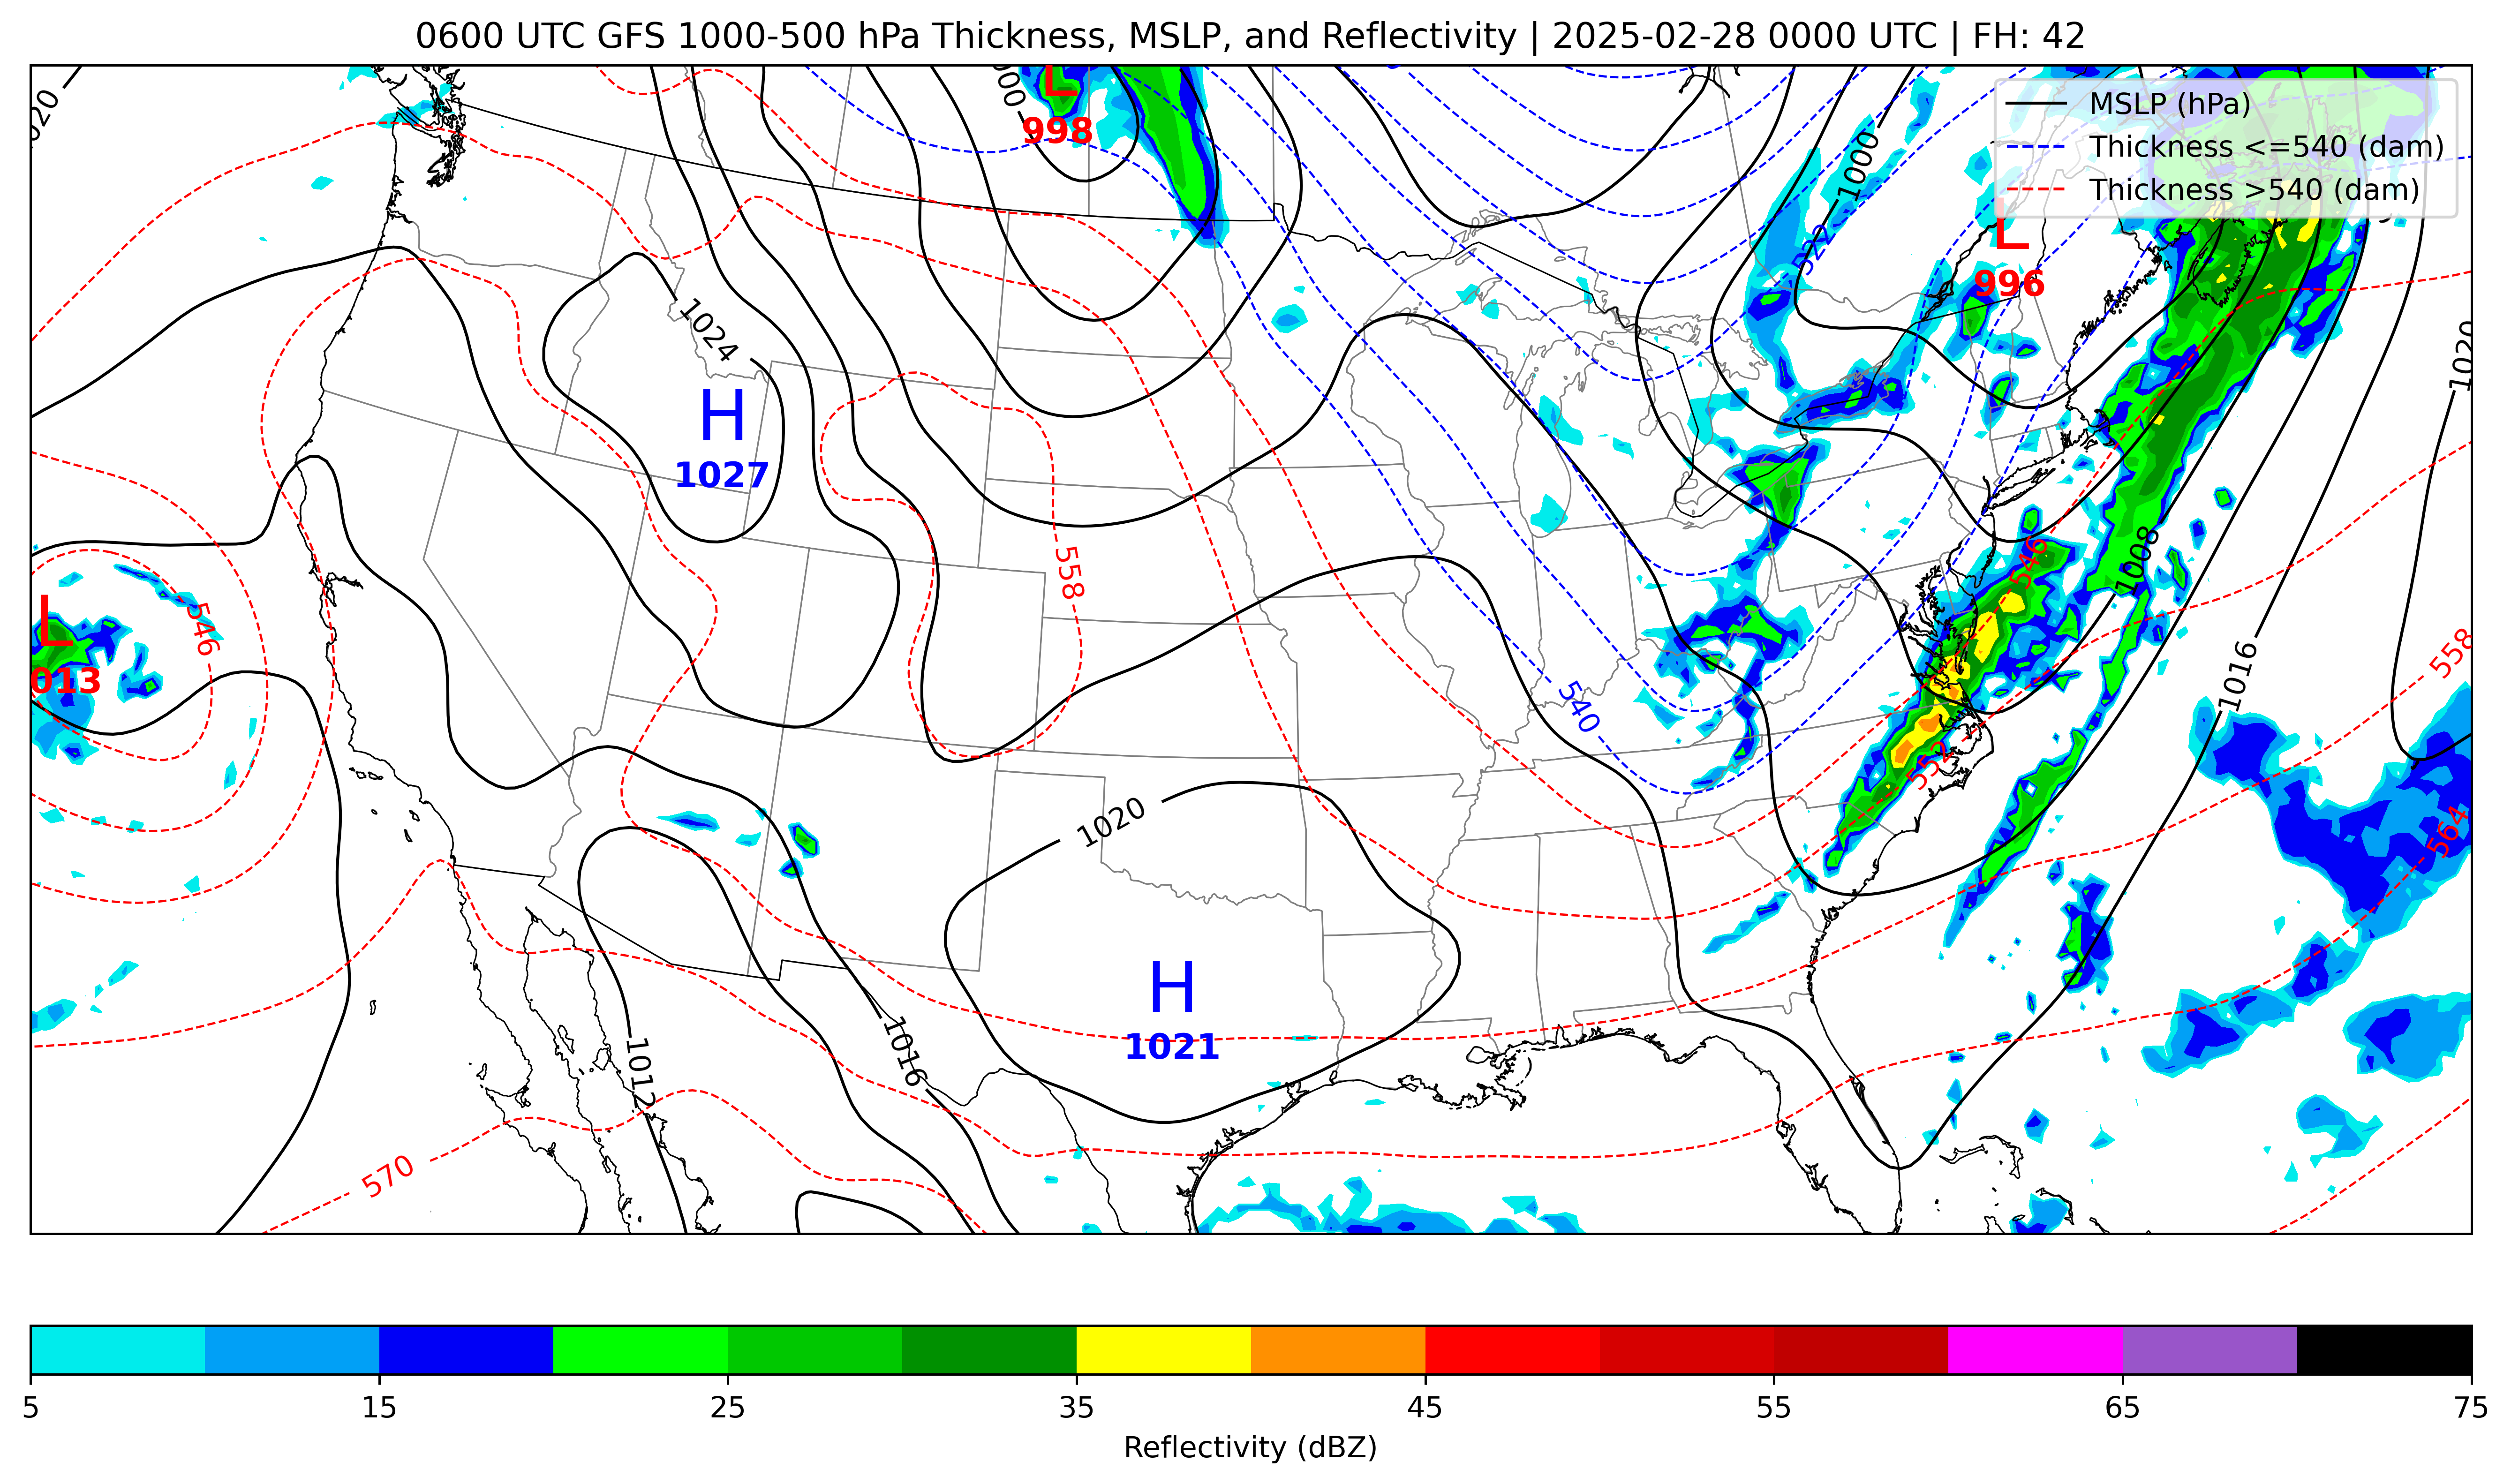 0600 UTC GFS 1000-500 hPa Thickness, MSLP, and Reflectivity | 2025-02-28 0000 UTC | FH: 42
MSLP (hPa)
Thickness <=540 (dam)
Thickness >540 (dam)
L
998
L
996
1000
522
1024
H
1027
1020
546
558
546
1008
L
013
540
552
1016
558
564
1020
H
1021
1016
1012
570
5 15 25 35 45 55 65 75
Reflectivity (dBZ)